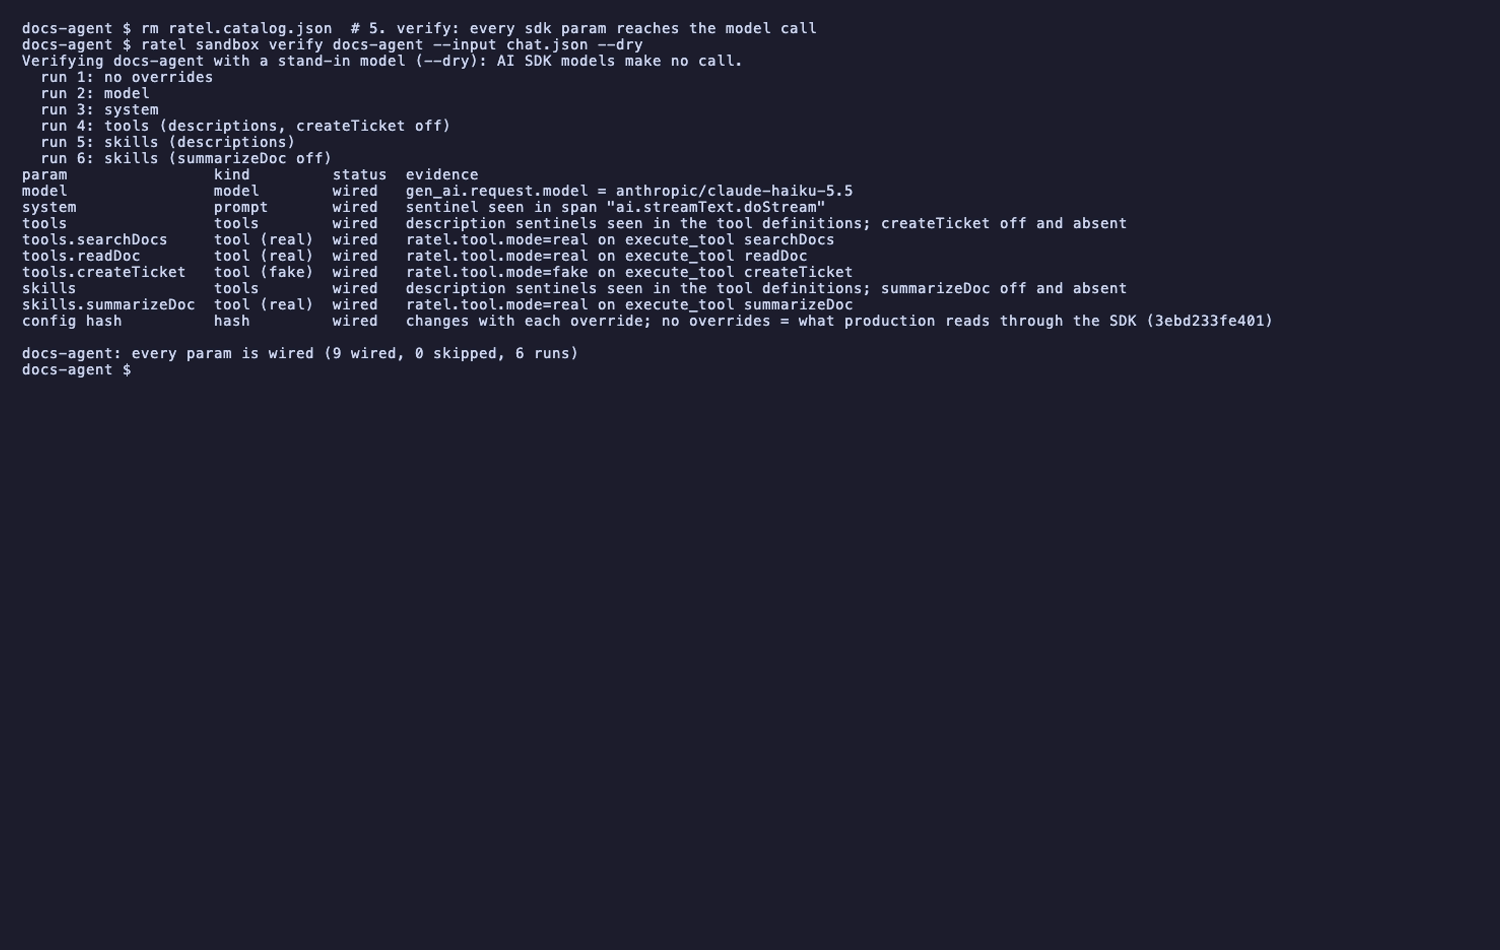 docs-agent $ rm ratel.catalog.json  # 5. verify: every sdk param reaches the model call
docs-agent $ ratel sandbox verify docs-agent --input chat.json --dry
Verifying docs-agent with a stand-in model (--dry): AI SDK models make no call.
  run 1: no overrides
  run 2: model
  run 3: system
  run 4: tools (descriptions, createTicket off)
  run 5: skills (descriptions)
  run 6: skills (summarizeDoc off)
param                kind         status  evidence
model                model        wired   gen_ai.request.model = anthropic/claude-haiku-5.5
system               prompt       wired   sentinel seen in span "ai.streamText.doStream"
tools                tools        wired   description sentinels seen in the tool definitions; createTicket off and absent
tools.searchDocs     tool (real)  wired   ratel.tool.mode=real on execute_tool searchDocs
tools.readDoc        tool (real)  wired   ratel.tool.mode=real on execute_tool readDoc
tools.createTicket   tool (fake)  wired   ratel.tool.mode=fake on execute_tool createTicket
skills               tools        wired   description sentinels seen in the tool definitions; summarizeDoc off and absent
skills.summarizeDoc  tool (real)  wired   ratel.tool.mode=real on execute_tool summarizeDoc
config hash          hash         wired   changes with each override; no overrides = what production reads through the SDK (3ebd233fe401)

docs-agent: every param is wired (9 wired, 0 skipped, 6 runs)
docs-agent $